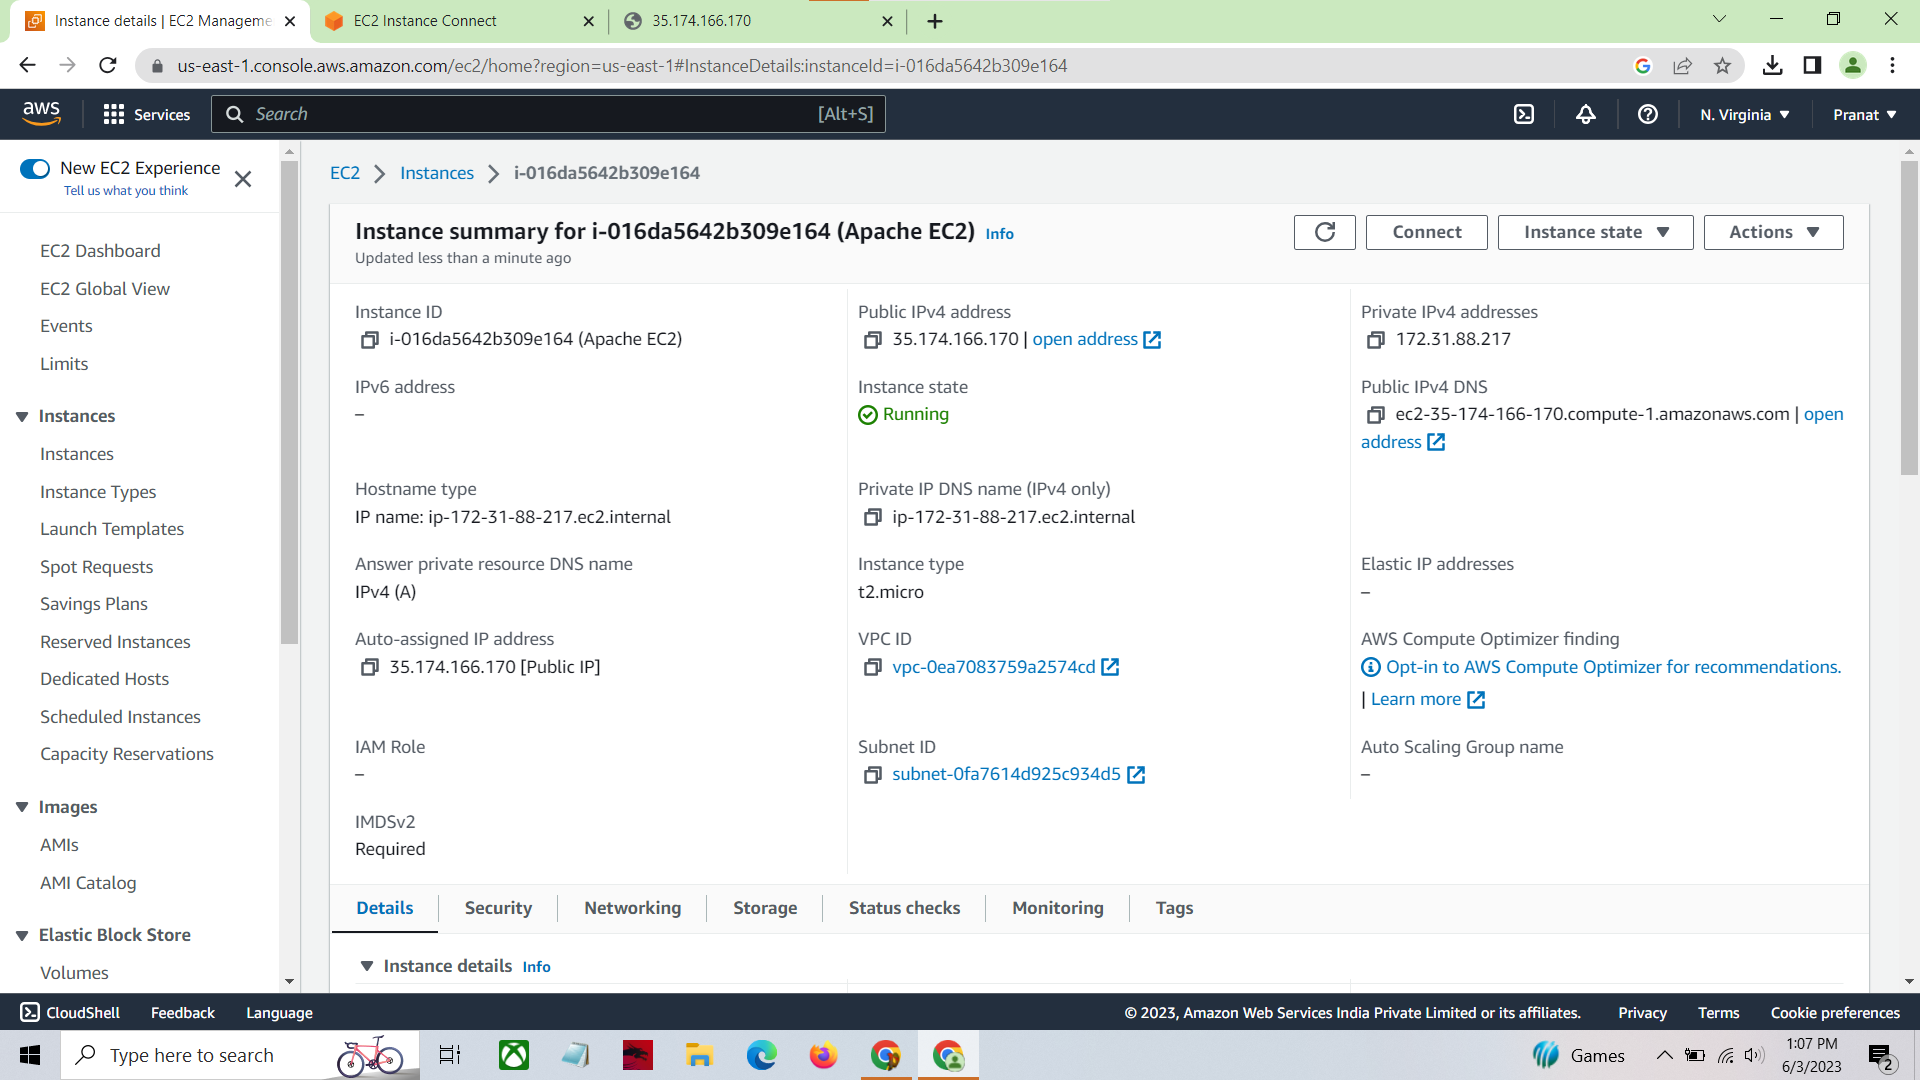 Instance details | EC2 Manageme
EC2 Instance Connect
35.174.166.170
us-east-1.console.aws.amazon.com/ec2/home?region=us-east-1#InstanceDetails:instanceId=i-016da5642b309e164
aws
Services
Search
[Alt+S]
N. Virginia
Pranat
New EC2 Experience
Tell us what you think
EC2 Dashboard
EC2 Global View
Events
Limits
Instances
Instances
Instance Types
Launch Templates
Spot Requests
Savings Plans
Reserved Instances
Dedicated Hosts
Scheduled Instances
Capacity Reservations
Images
AMIs
AMI Catalog
Elastic Block Store
Volumes
EC2 > Instances > i-016da5642b309e164
Instance summary for i-016da5642b309e164 (Apache EC2) Info
Updated less than a minute ago
Connect
Instance state
Actions
Instance ID
i-016da5642b309e164 (Apache EC2)
Public IPv4 address
35.174.166.170 | open address
Private IPv4 addresses
172.31.88.217
IPv6 address
–
Instance state
Running
Public IPv4 DNS
ec2-35-174-166-170.compute-1.amazonaws.com | open
address
Hostname type
IP name: ip-172-31-88-217.ec2.internal
Private IP DNS name (IPv4 only)
ip-172-31-88-217.ec2.internal
Answer private resource DNS name
IPv4 (A)
Instance type
t2.micro
Elastic IP addresses
–
Auto-assigned IP address
35.174.166.170 [Public IP]
VPC ID
vpc-0ea7083759a2574cd
AWS Compute Optimizer finding
Opt-in to AWS Compute Optimizer for recommendations.
| Learn more
IAM Role
–
Subnet ID
subnet-0fa7614d925c934d5
Auto Scaling Group name
–
IMDSv2
Required
Details
Security
Networking
Storage
Status checks
Monitoring
Tags
Instance details Info
CloudShell
Feedback
Language
© 2023, Amazon Web Services India Private Limited or its affiliates.
Privacy
Terms
Cookie preferences
Type here to search
Games
1:07 PM
6/3/2023
2